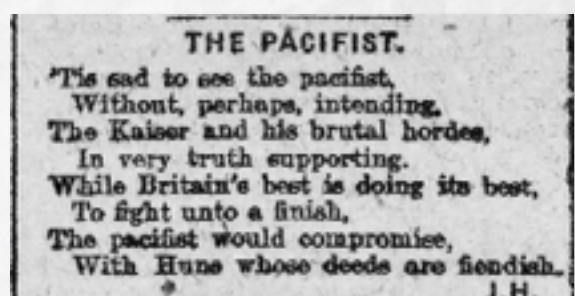 THE PACIFIST.
'Tis sad to see the pacifist,
Without, perhaps, intending,
The Kaiser and his brutal hordes,
In very truth supporting.
While Britain's best is doing its best,
To fight unto a finish,
The pacifist would compromise,
With Huns whose deeds are fiendish.
J. H.